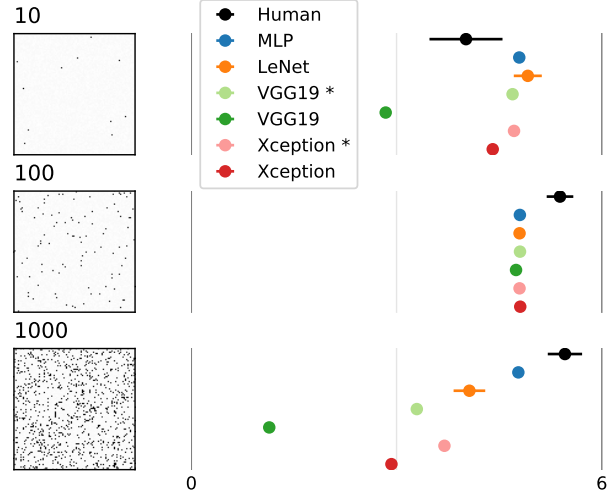 10
Human
MLP
LeNet
VGG19 *
VGG19
Xception *
Xception
100
1000
0
6